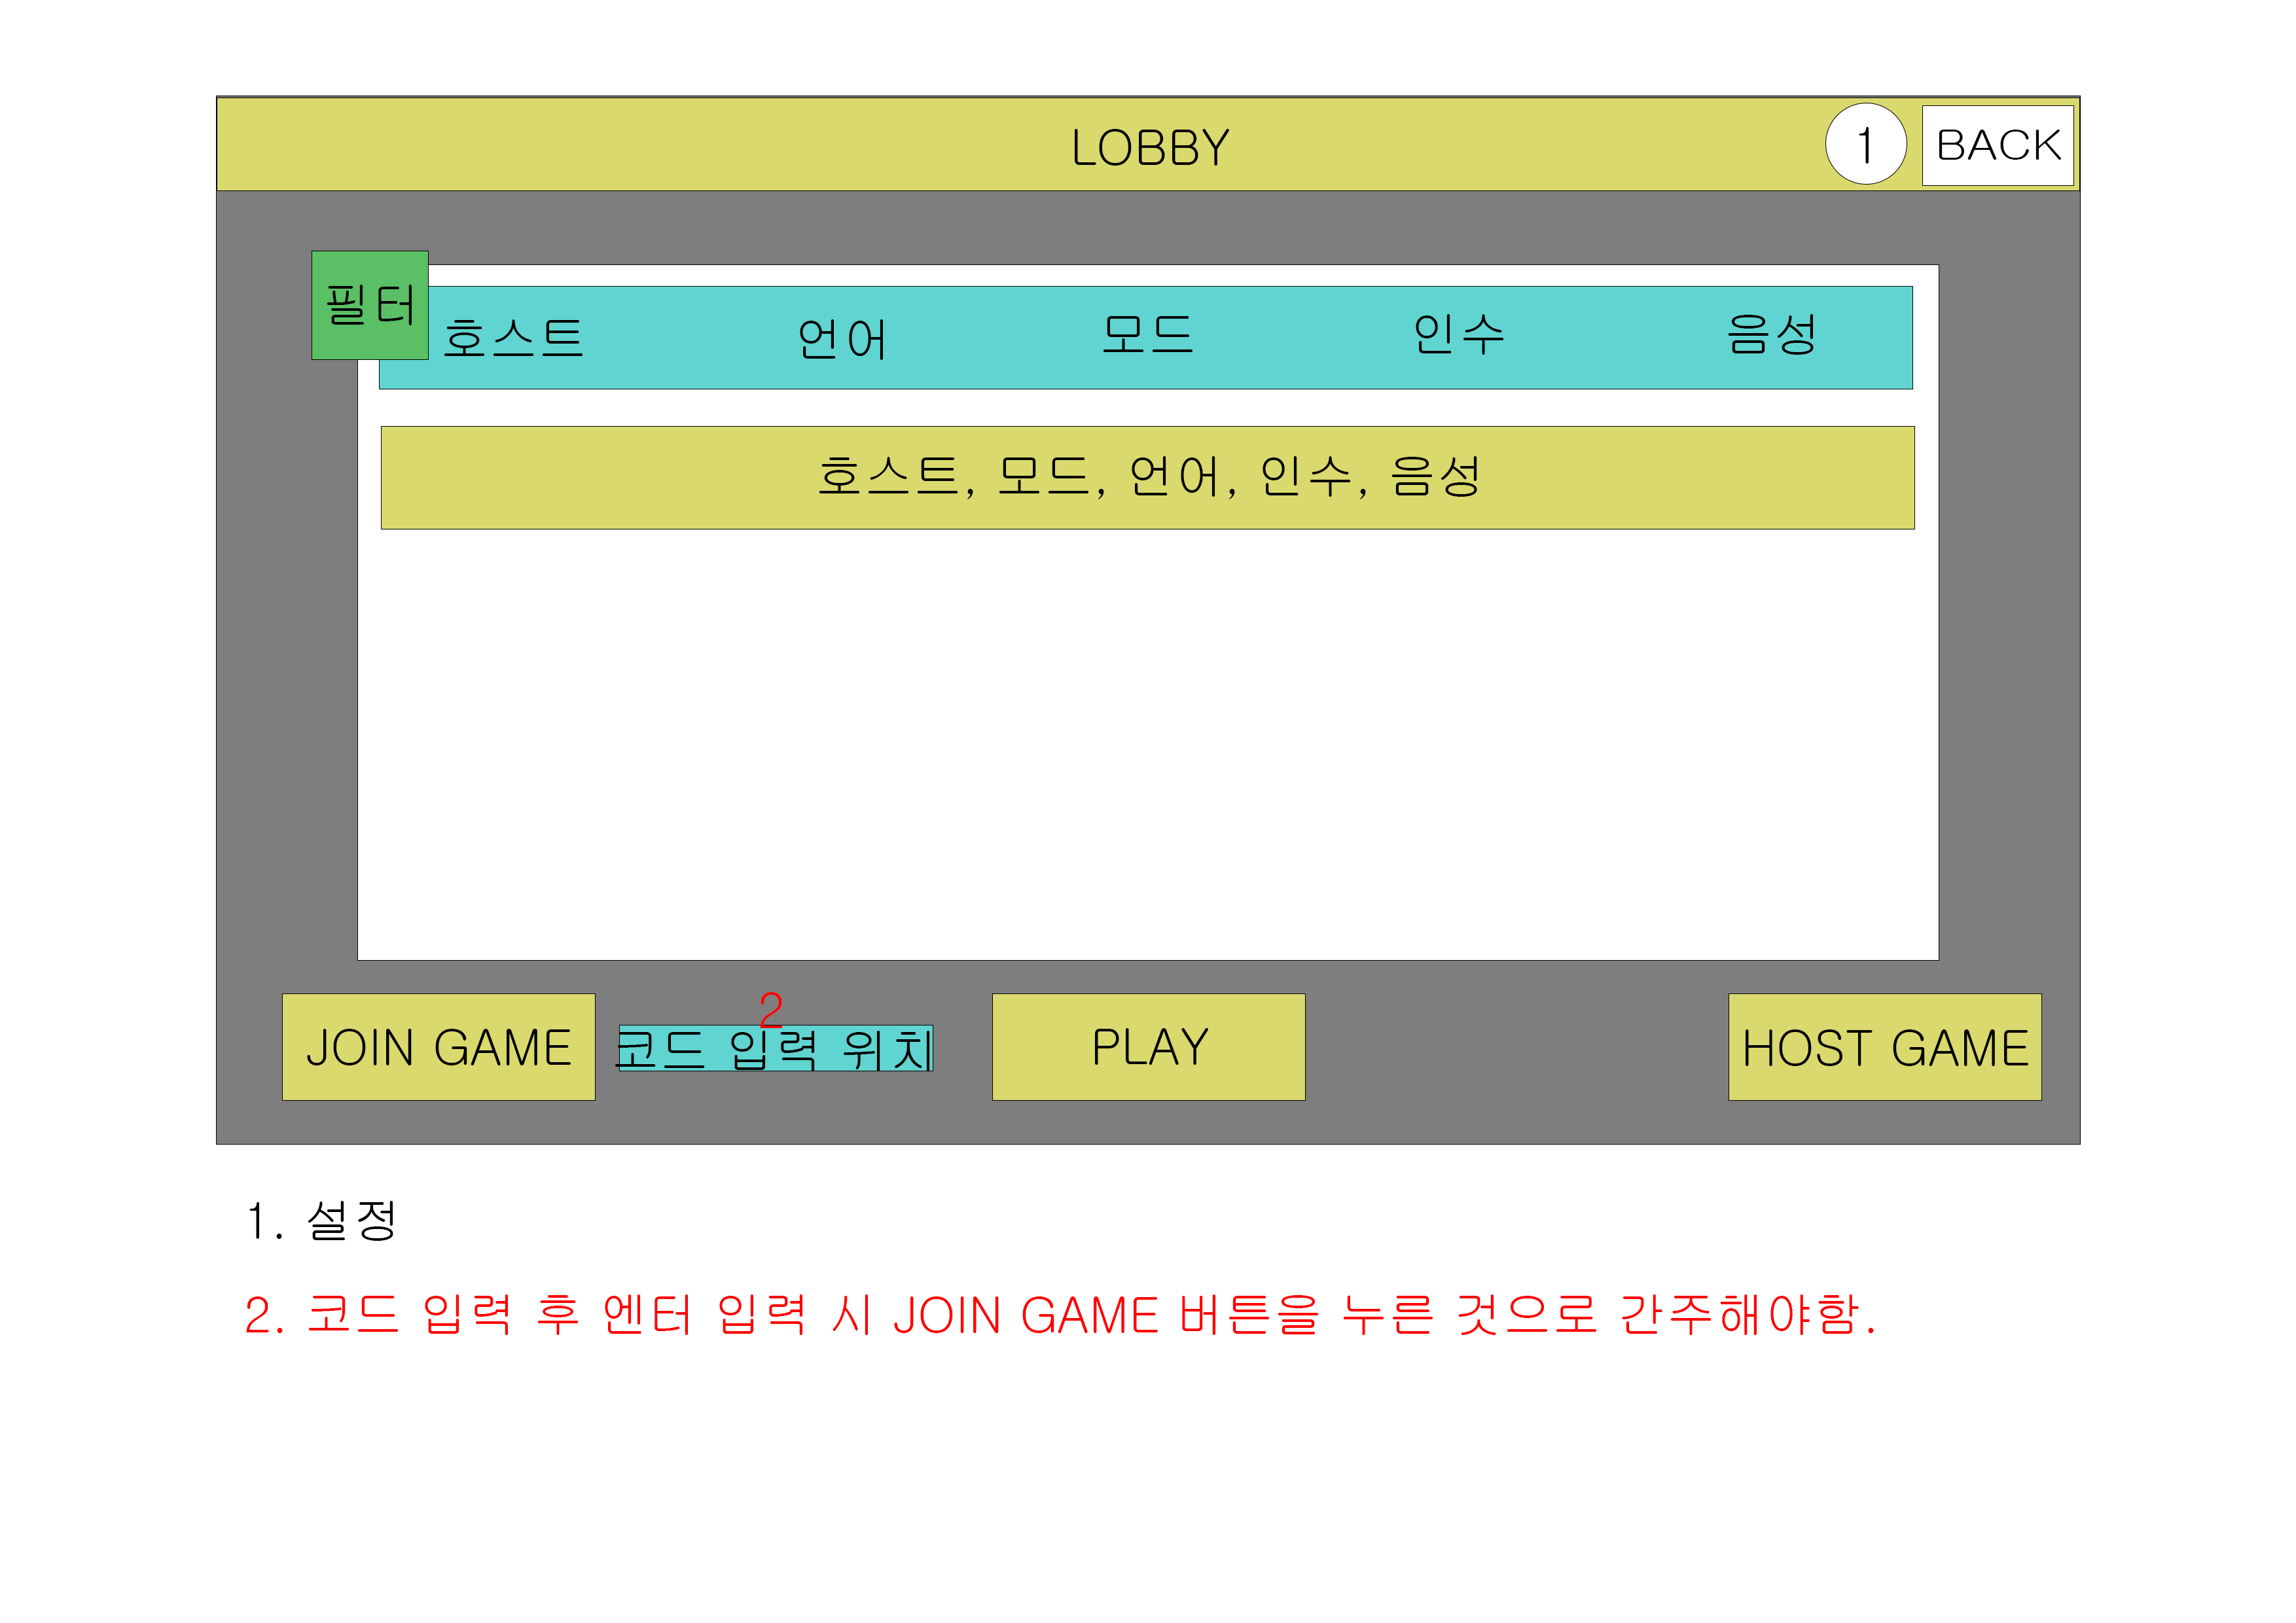 LOBBY
1
BACK
필터
호스트 언어 모드 인수 음성
호스트, 모드, 언어, 인수, 음성
2
JOIN GAME
코드 입력 위치
PLAY
HOST GAME
1. 설정
2. 코드 입력 후 엔터 입력 시 JOIN GAME 버튼을 누른 것으로 간주해야함.